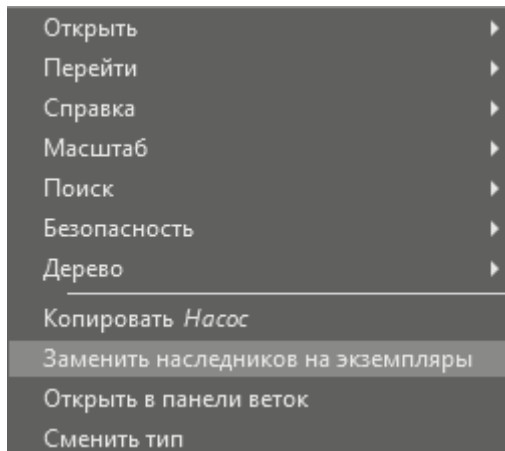 Открыть
Перейти
Справка
Масштаб
Поиск
Безопасность
Дерево
Копировать Насос
Заменить наследников на экземпляры
Открыть в панели веток
Сменить тип